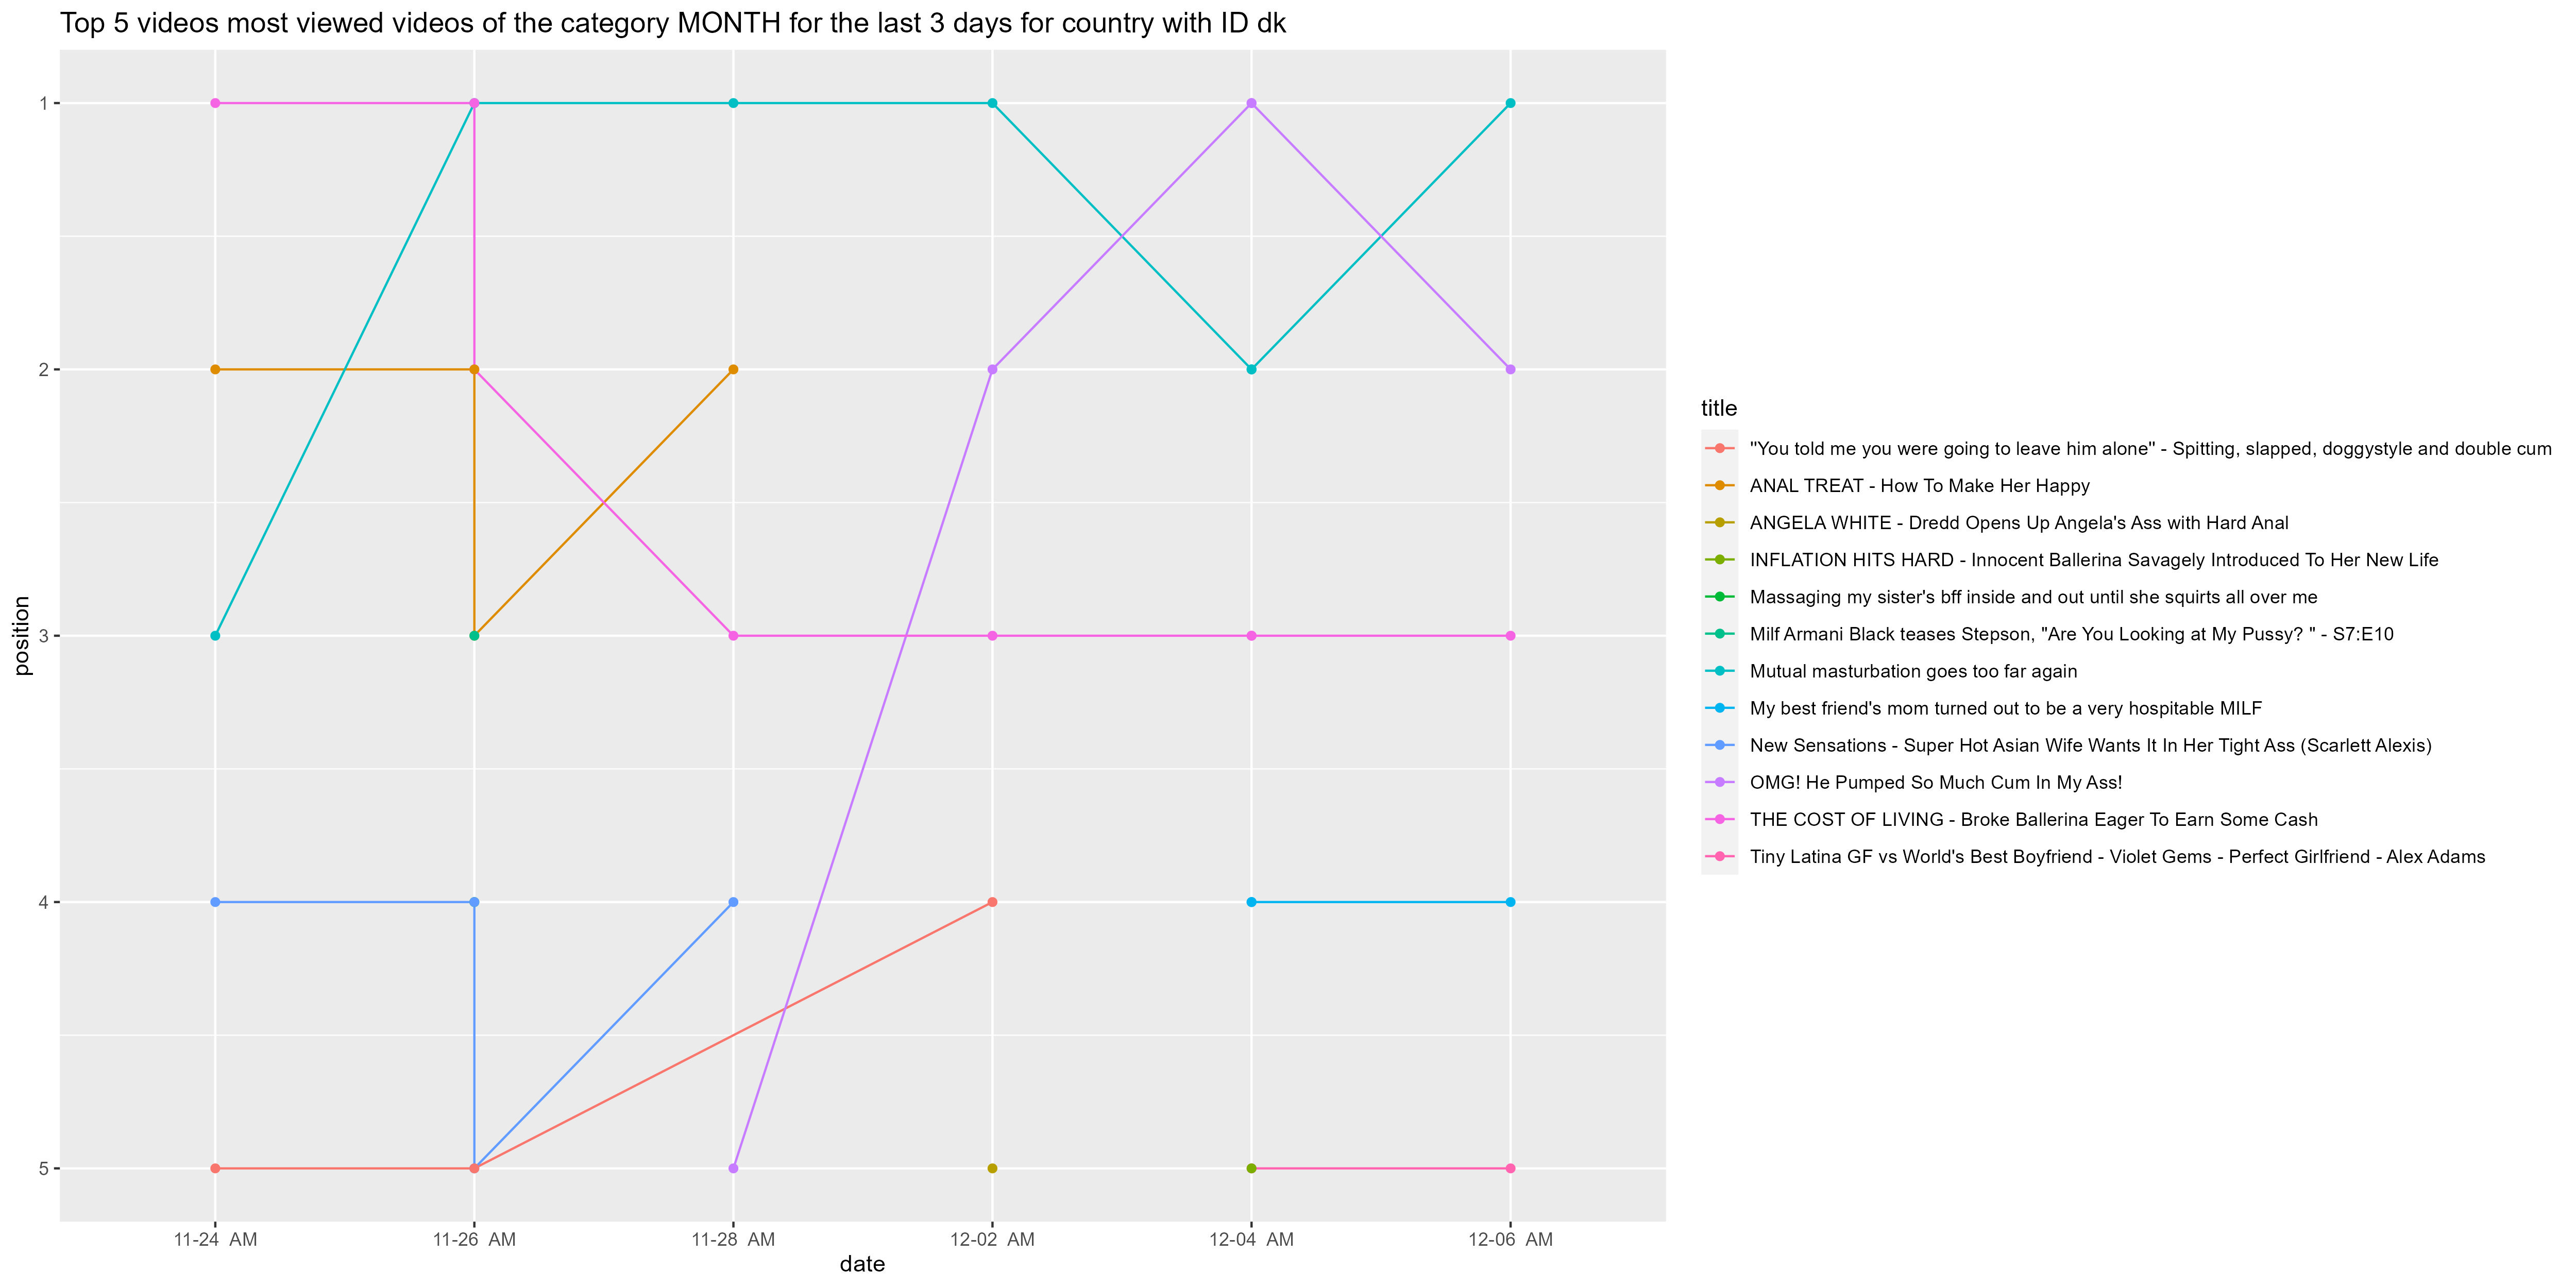 Top 5 videos most viewed videos of the category MONTH for the last 3 days for country with ID dk
position
1
2
3
4
5
11-24  AM
11-26  AM
11-28  AM
12-02  AM
12-04  AM
12-06  AM
date
title
"You told me you were going to leave him alone" - Spitting, slapped, doggystyle and double cum
ANAL TREAT - How To Make Her Happy
ANGELA WHITE - Dredd Opens Up Angela's Ass with Hard Anal
INFLATION HITS HARD - Innocent Ballerina Savagely Introduced To Her New Life
Massaging my sister's bff inside and out until she squirts all over me
Milf Armani Black teases Stepson, "Are You Looking at My Pussy? " - S7:E10
Mutual masturbation goes too far again
My best friend's mom turned out to be a very hospitable MILF
New Sensations - Super Hot Asian Wife Wants It In Her Tight Ass (Scarlett Alexis)
OMG! He Pumped So Much Cum In My Ass!
THE COST OF LIVING - Broke Ballerina Eager To Earn Some Cash
Tiny Latina GF vs World's Best Boyfriend - Violet Gems - Perfect Girlfriend - Alex Adams